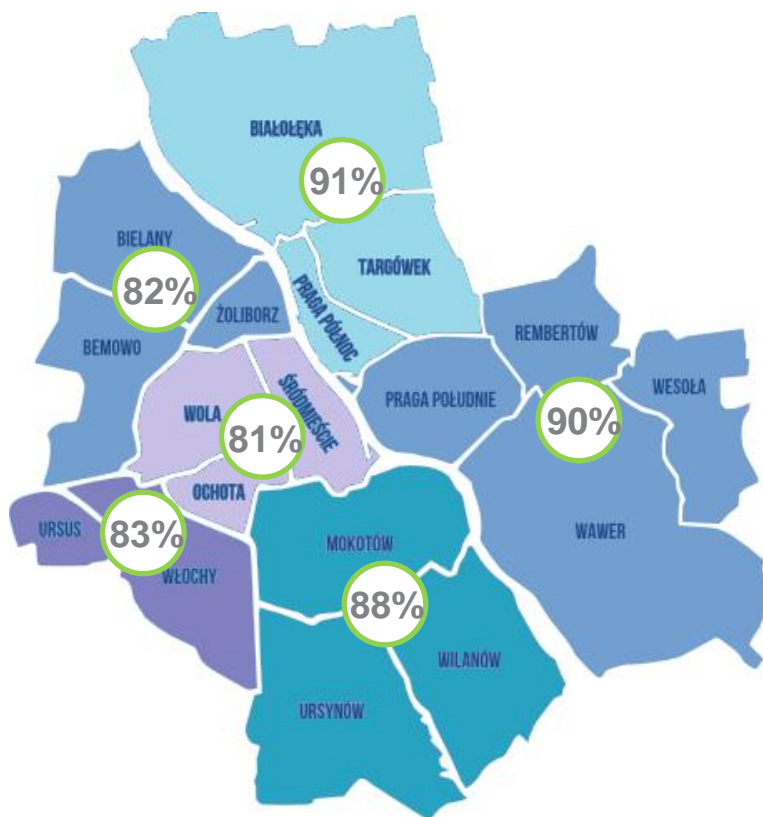 BIAŁOŁĘKA
91%
BIELANY
TARGÓWEK
82%
PRAGA PÓŁNOC
ŻOLIBORZ
REMBERTÓW
BEMOWO
WESOŁA
ŚRÓDMIEŚCIE
PRAGA POŁUDNIE
WOLA
90%
81%
OCHOTA
URSUS
83%
WAWER
MOKOTÓW
WŁOCHY
88%
WILANÓW
URSYNÓW